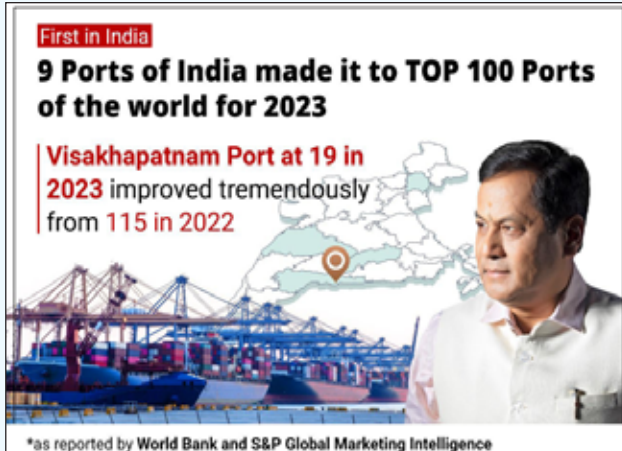 First in India
9 Ports of India made it to TOP 100 Ports
of the world for 2023
Visakhapatnam Port at 19 in
2023 improved tremendously
from 115 in 2022
*as reported by World Bank and S&P Global Marketing Intelligence